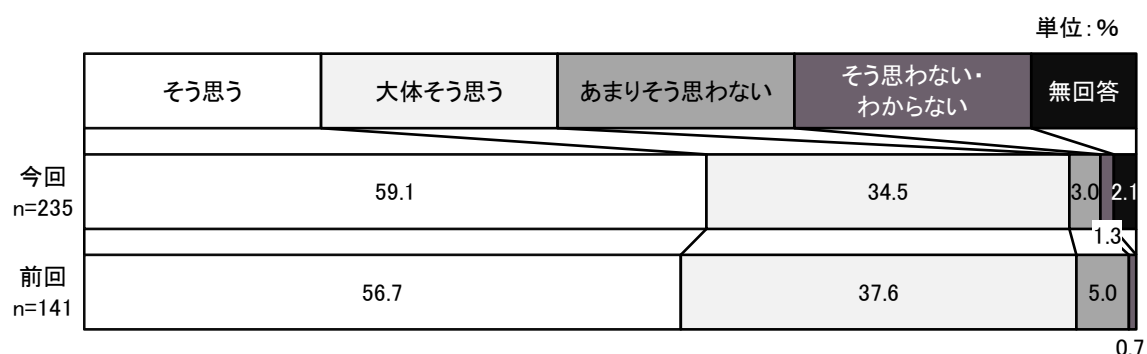 単位：%
そう思う
大体そう思う
あまりそう思わない
そう思わない・
わからない
無回答
今回
n=235
59.1
34.5
3.0
2.1
1.3
前回
n=141
56.7
37.6
5.0
0.7